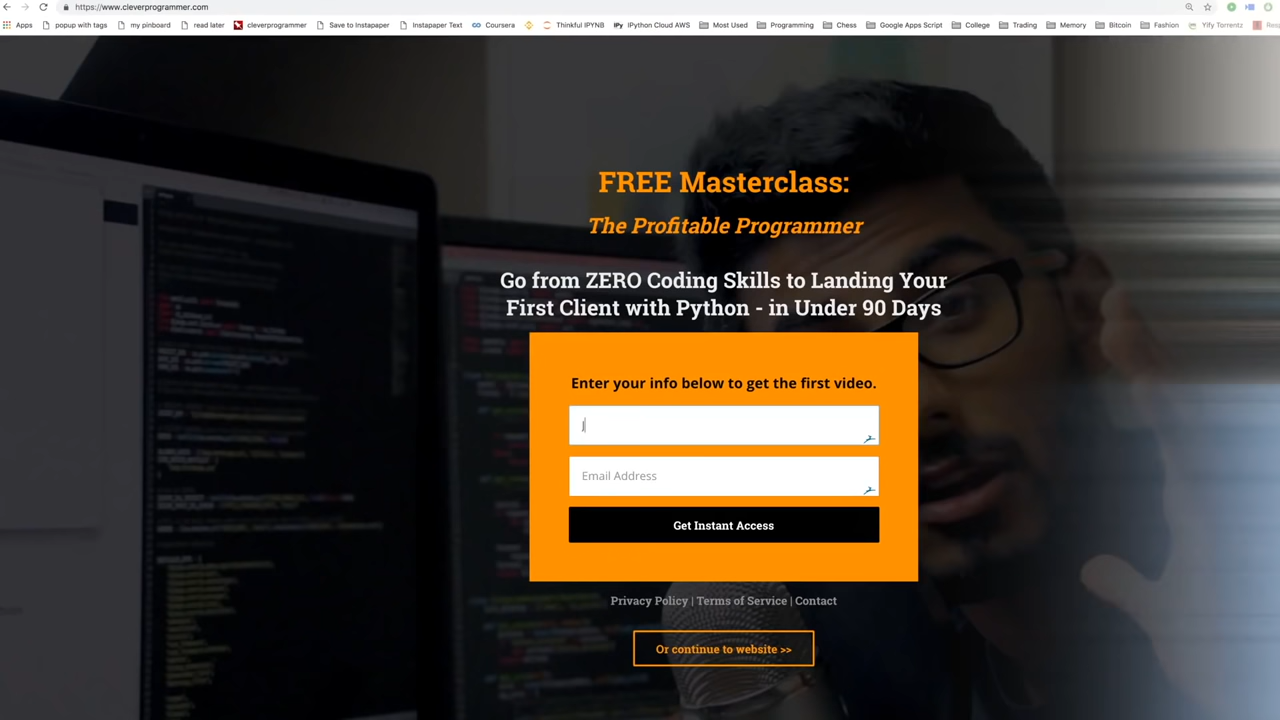 https://www.cleverprogrammer.com
Apps popup with tags my pinboard read later cleverprogrammer Save to Instapaper Instapaper Text Coursera Thinkful IPYNB IPy IPython Cloud AWS Most Used Programming Chess Google Apps Script College Trading Memory Bitcoin Fashion Yify Torrentz
FREE Masterclass:
The Profitable Programmer
Go from ZERO Coding Skills to Landing Your
First Client with Python - in Under 90 Days
Enter your info below to get the first video.
Email Address
Get Instant Access
Privacy Policy | Terms of Service | Contact
Or continue to website >>